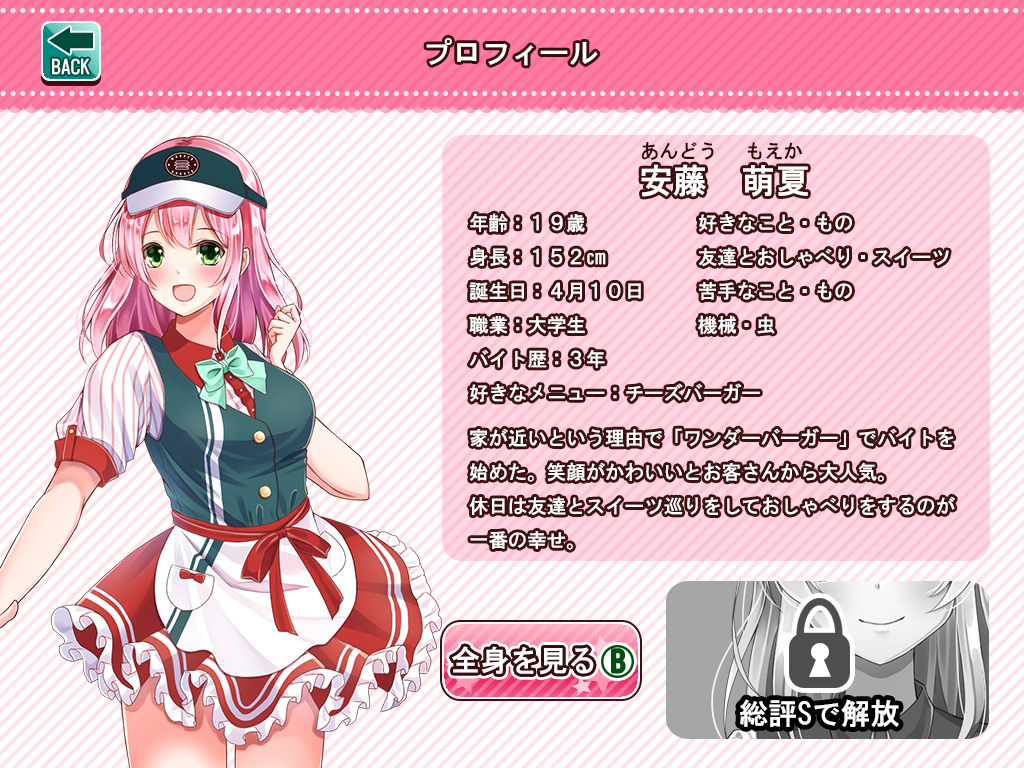 BACK
プロフィール
あんどう　もえか
安藤　萌夏
年齢：１９歳
身長：１５２㎝
誕生日：４月１０日
職業：大学生
バイト歴：３年
好きなメニュー：チーズバーガー
好きなこと・もの
友達とおしゃべり・スイーツ
苦手なこと・もの
機械・虫
家が近いという理由で「ワンダーバーガー」でバイトを
始めた。笑顔がかわいいとお客さんから大人気。
休日は友達とスイーツ巡りをしておしゃべりをするのが
一番の幸せ。
全身を見るB
総評Sで解放